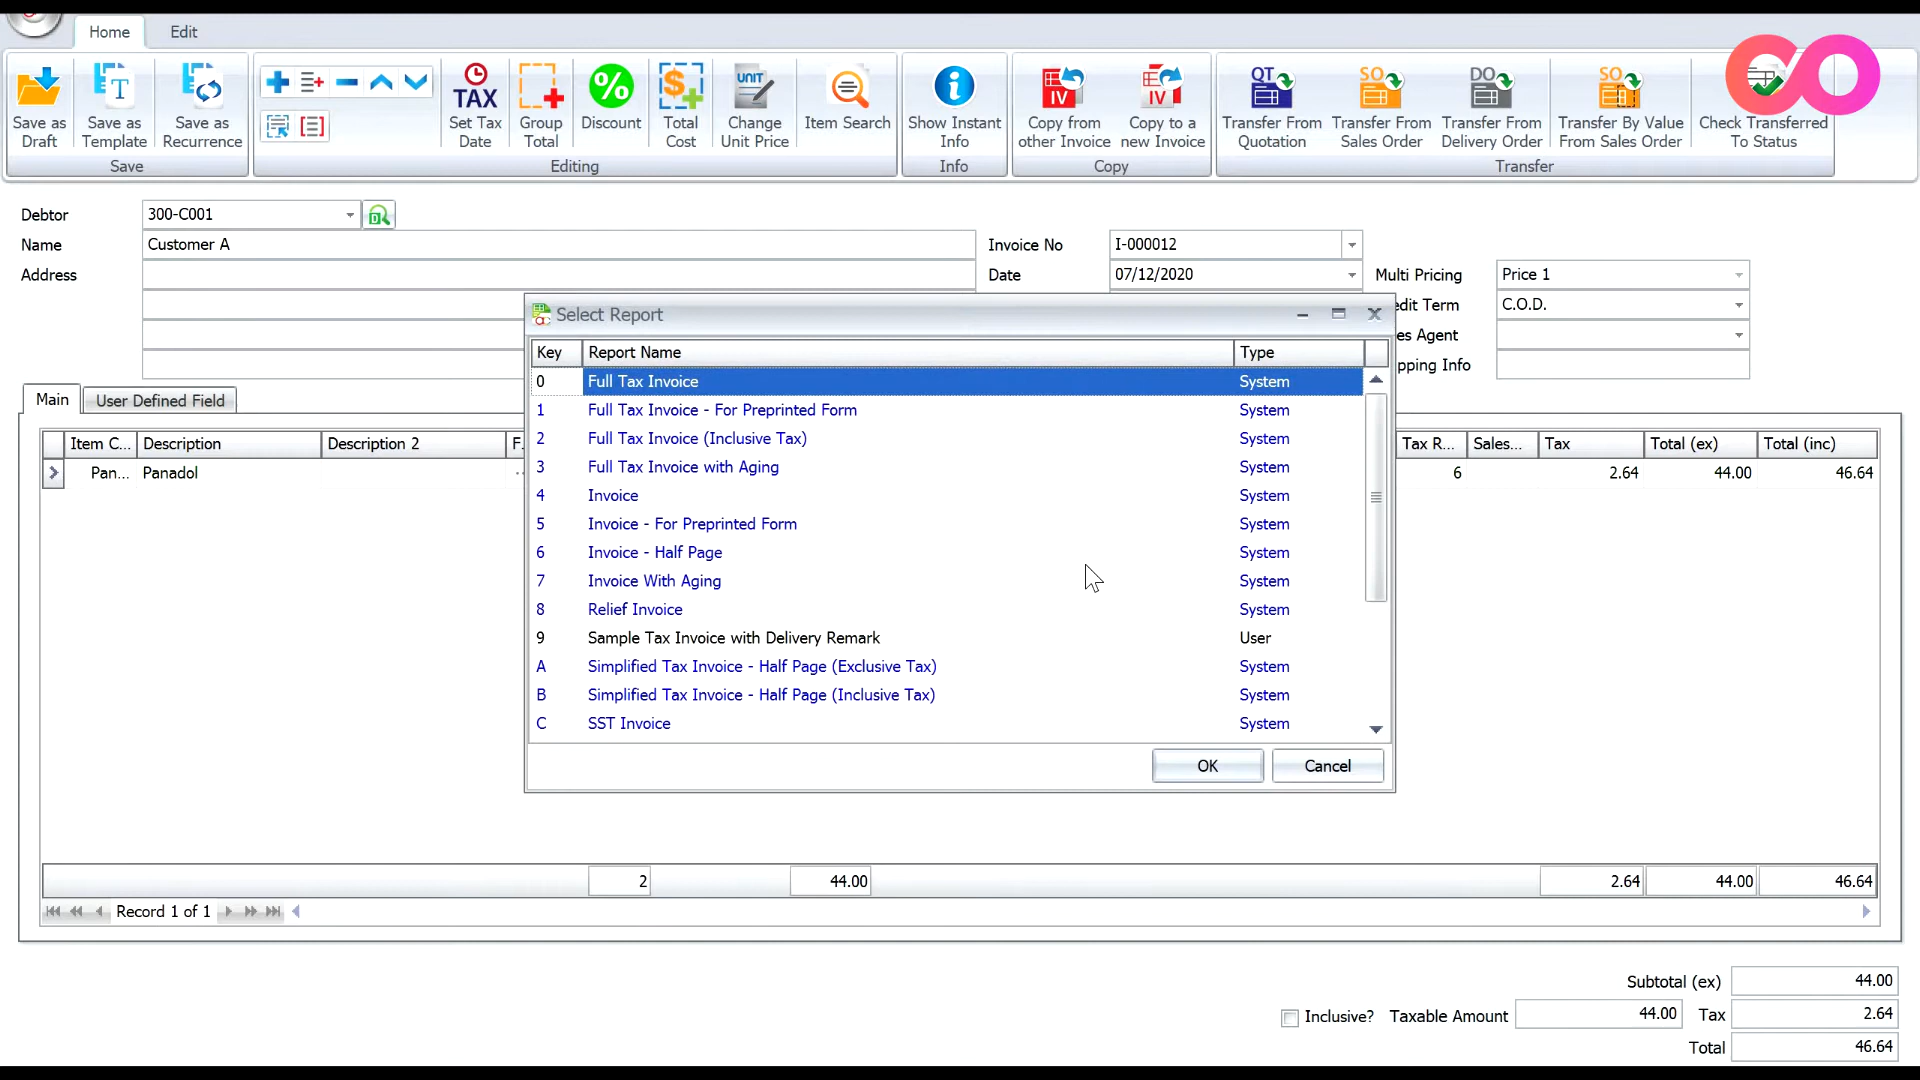 Home Edit
Save as Draft
Save as Template
Save as Recurrence
Save
TAX
Set Tax Date
Group Total
%
Discount
$
Total Cost
UNIT
Change Unit Price
Item Search
Editing
Show Instant Info
Info
IV
Copy from other Invoice
IV
Copy to a new Invoice
Copy
QT
Transfer From Quotation
SO
Transfer From Sales Order
DO
Transfer From Delivery Order
SO
Transfer By Value From Sales Order
Check Transferred To Status
Transfer
Debtor 300-C001
Name Customer A
Invoice No I-000012
Address
Date 07/12/2020
Multi Pricing Price 1
edit Term C.O.D.
es Agent
pping Info
Main User Defined Field
Item C... Description Description 2 F. Tax R... Sales... Tax Total (ex) Total (inc)
Pan... Panadol 6 2.64 44.00 46.64
Select Report
Key Report Name Type
0 Full Tax Invoice System
1 Full Tax Invoice - For Preprinted Form System
2 Full Tax Invoice (Inclusive Tax) System
3 Full Tax Invoice with Aging System
4 Invoice System
5 Invoice - For Preprinted Form System
6 Invoice - Half Page System
7 Invoice With Aging System
8 Relief Invoice System
9 Sample Tax Invoice with Delivery Remark User
A Simplified Tax Invoice - Half Page (Exclusive Tax) System
B Simplified Tax Invoice - Half Page (Inclusive Tax) System
C SST Invoice System
OK Cancel
2 44.00 2.64 44.00 46.64
Record 1 of 1
Subtotal (ex) 44.00
Inclusive? Taxable Amount 44.00 Tax 2.64
Total 46.64